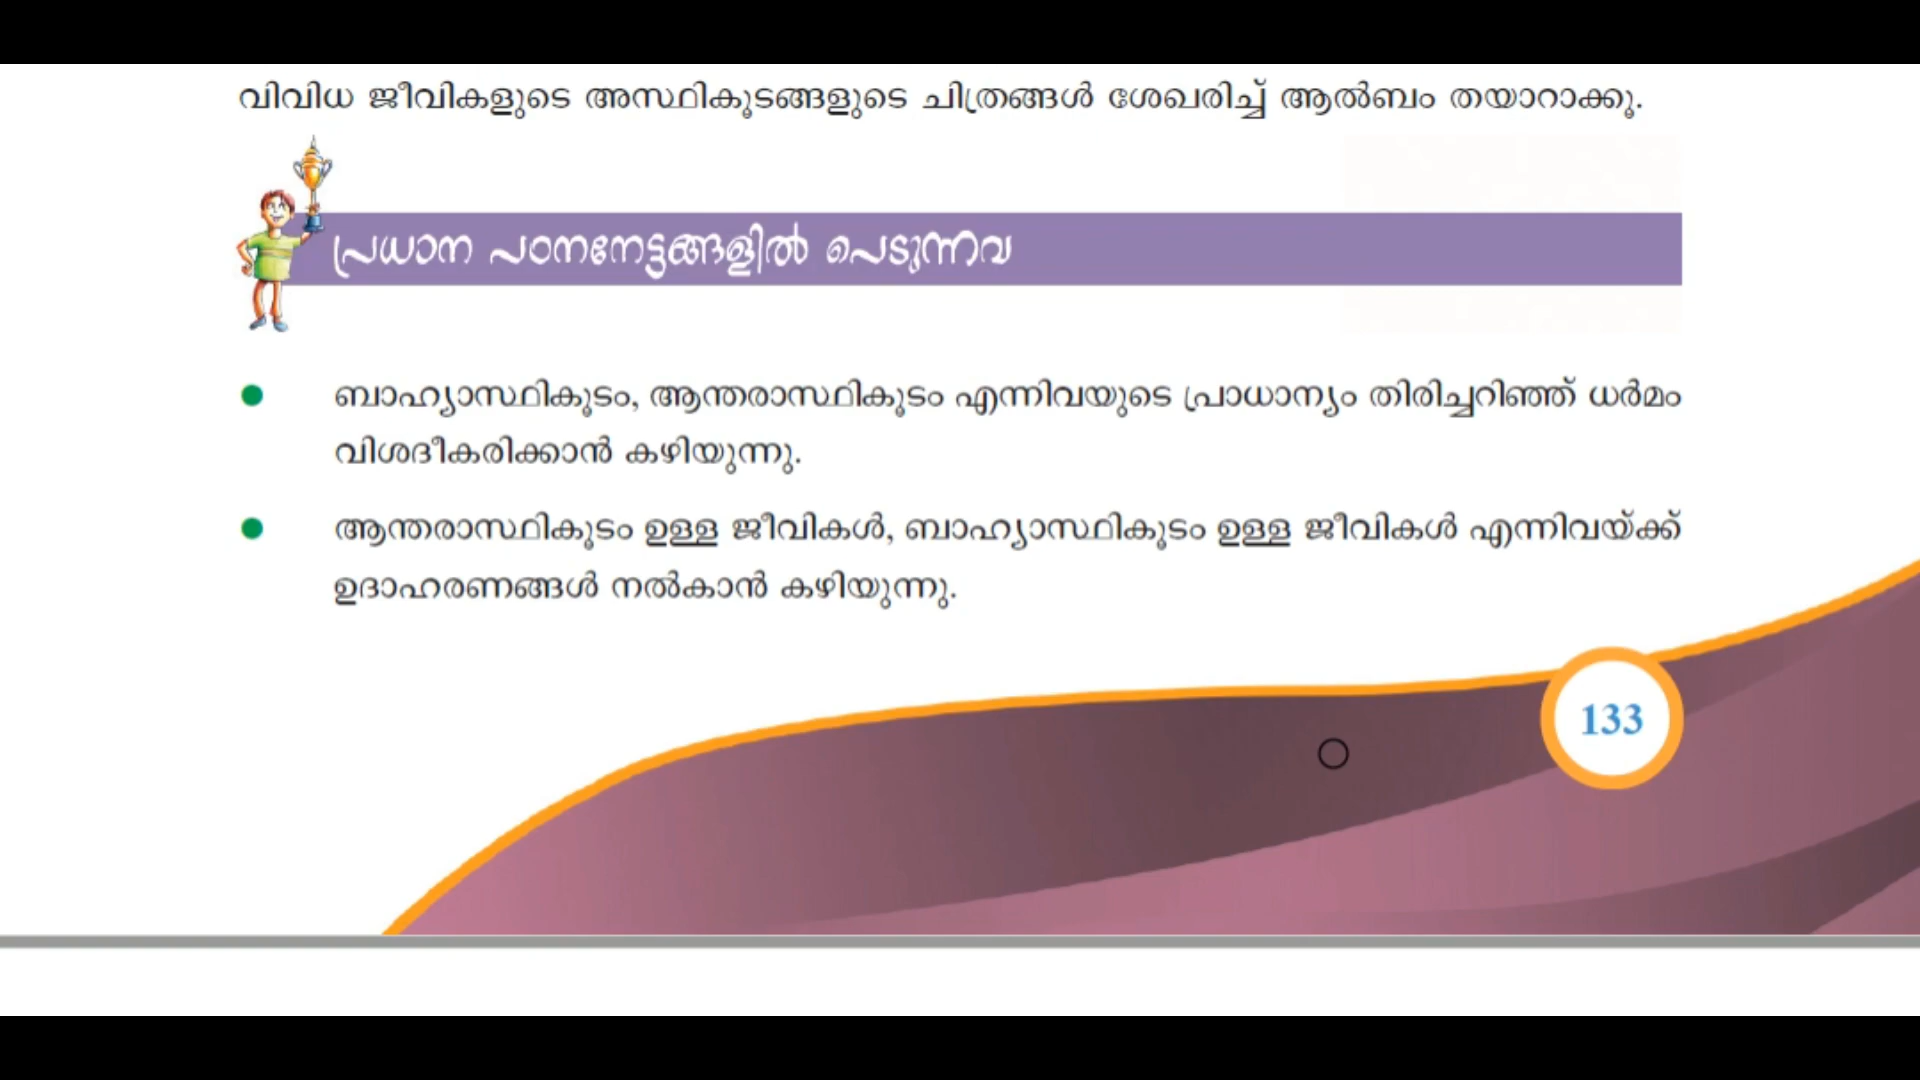 വിവിധ ജീവികളുടെ അസ്ഥികൂടങ്ങളുടെ ചിത്രങ്ങൾ ശേഖരിച്ച് ആൽബം തയാറാക്കൂ.
പ്രധാന പഠനനേട്ടങ്ങളിൽ പെടുന്നവ
ബാഹ്യാസ്ഥികൂടം, ആന്തരാസ്ഥികൂടം എന്നിവയുടെ പ്രാധാന്യം തിരിച്ചറിഞ്ഞ് ധർമം
വിശദീകരിക്കാൻ കഴിയുന്നു.
ആന്തരാസ്ഥികൂടം ഉള്ള ജീവികൾ, ബാഹ്യാസ്ഥികൂടം ഉള്ള ജീവികൾ എന്നിവയ്ക്ക്
ഉദാഹരണങ്ങൾ നൽകാൻ കഴിയുന്നു.
133